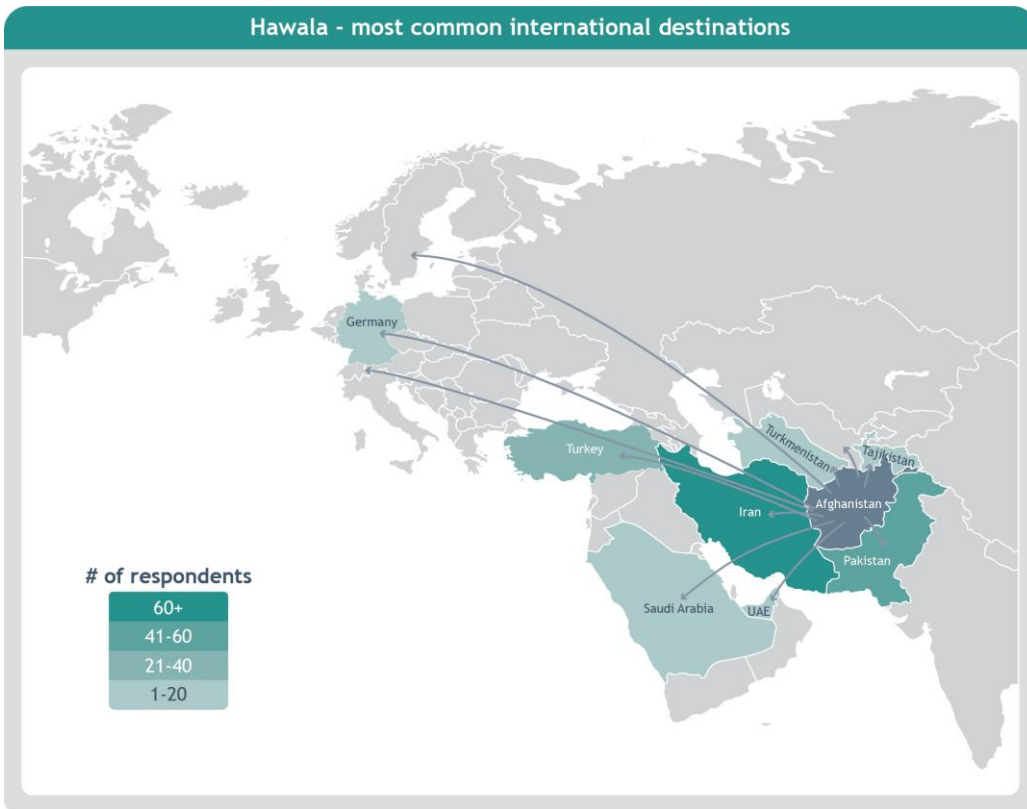 Hawala - most common international destinations
Germany
Turkey
Turkmenistan
Tajikistan
Iran
Afghanistan
Pakistan
Saudi Arabia
UAE
# of respondents
60+
41-60
21-40
1-20